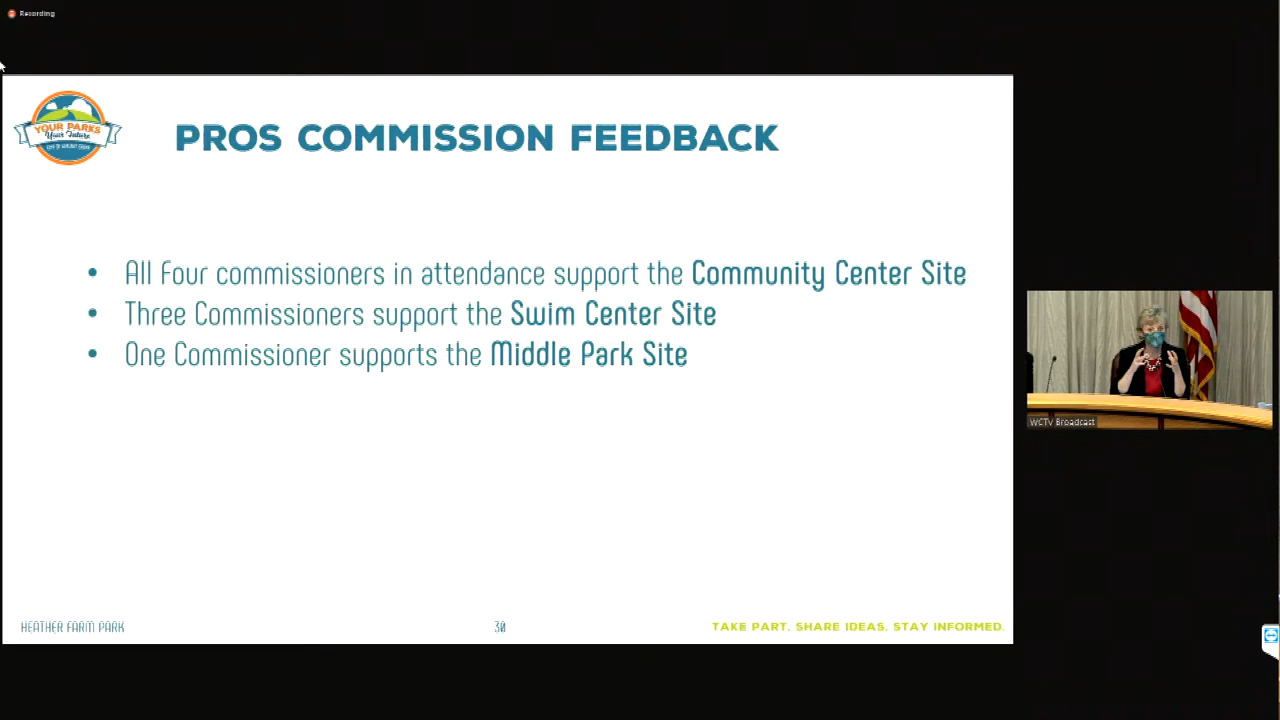 Recording
YOUR PARKS
Your Future
PROS COMMISSION FEEDBACK
• All Four commissioners in attendance support the Community Center Site
• Three Commissioners support the Swim Center Site
• One Commissioner supports the Middle Park Site
WCTV Broadcast
HEATHER FARM PARK
30
TAKE PART. SHARE IDEAS. STAY INFORMED.